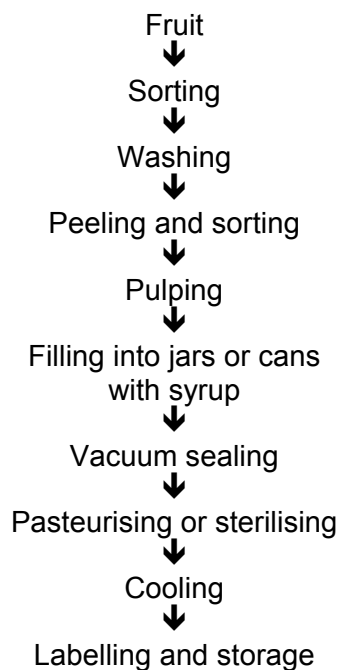 Fruit
Sorting
Washing
Peeling and sorting
Pulping
Filling into jars or cans
with syrup
Vacuum sealing
Pasteurising or sterilising
Cooling
Labelling and storage